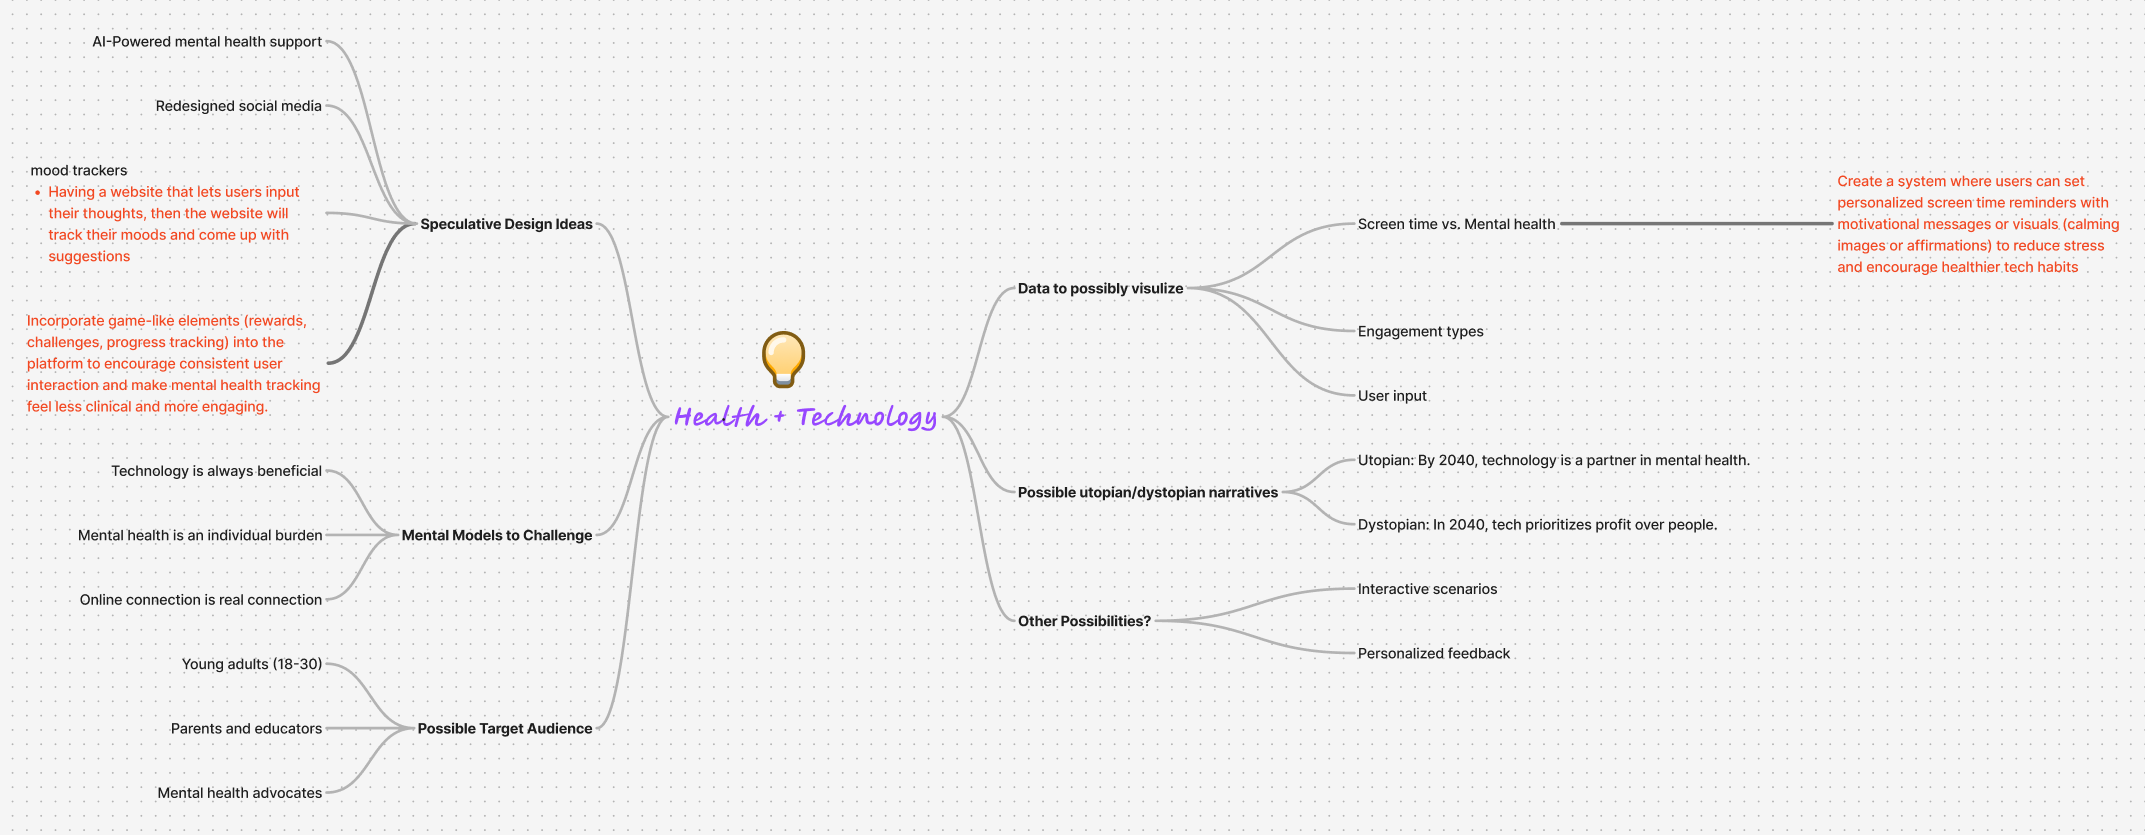 AI-Powered mental health support
Redesigned social media
mood trackers
• Having a website that lets users input
their thoughts, then the website will
track their moods and come up with
suggestions
Incorporate game-like elements (rewards,
challenges, progress tracking) into the
platform to encourage consistent user
interaction and make mental health tracking
feel less clinical and more engaging.
Speculative Design Ideas
Technology is always beneficial
Mental health is an individual burden
Online connection is real connection
Mental Models to Challenge
Young adults (18-30)
Parents and educators
Mental health advocates
Possible Target Audience
Health + Technology
Data to possibly visulize
Screen time vs. Mental health
Create a system where users can set
personalized screen time reminders with
motivational messages or visuals (calming
images or affirmations) to reduce stress
and encourage healthier tech habits
Engagement types
User input
Possible utopian/dystopian narratives
Utopian: By 2040, technology is a partner in mental health.
Dystopian: In 2040, tech prioritizes profit over people.
Other Possibilities?
Interactive scenarios
Personalized feedback